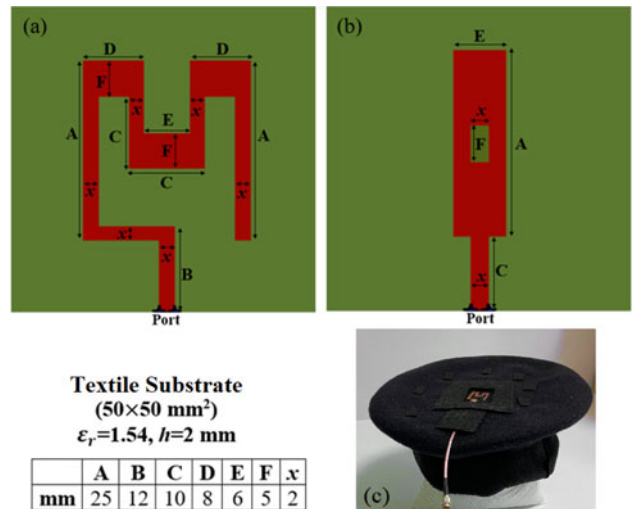 (a)
D
D
F
x
E
x
A
C
F
A
C
x
x
x
x
B
Port
(b)
E
x
F
A
x
C
Port
Textile Substrate
(50×50 mm²)
εr=1.54, h=2 mm
A B C D E F x
mm 25 12 10 8 6 5 2
(c)